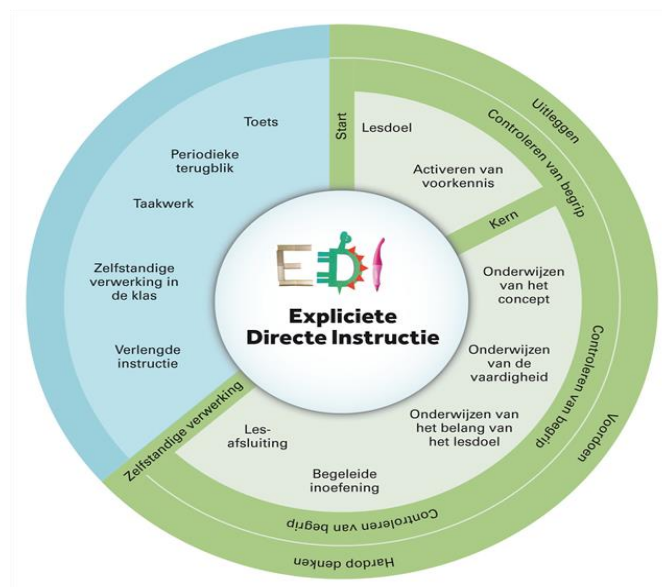 Start
Lesdoel
Activeren van
voorkennis
Uitleggen
Controleren van begrip
Kern
Onderwijzen
van het
concept
Onderwijzen
van de
vaardigheid
Onderwijzen van
het belang van
het lesdoel
Controleren van begrip
Voordoen
Begeleide
inoefening
Les-
afsluiting
Controleren van begrip
Hardop denken
Zelfstandige verwerking
Verlengde
instructie
Zelfstandige
verwerking in
de klas
Taakwerk
Periodieke
terugblik
Toets
EDI
Expliciete
Directe Instructie